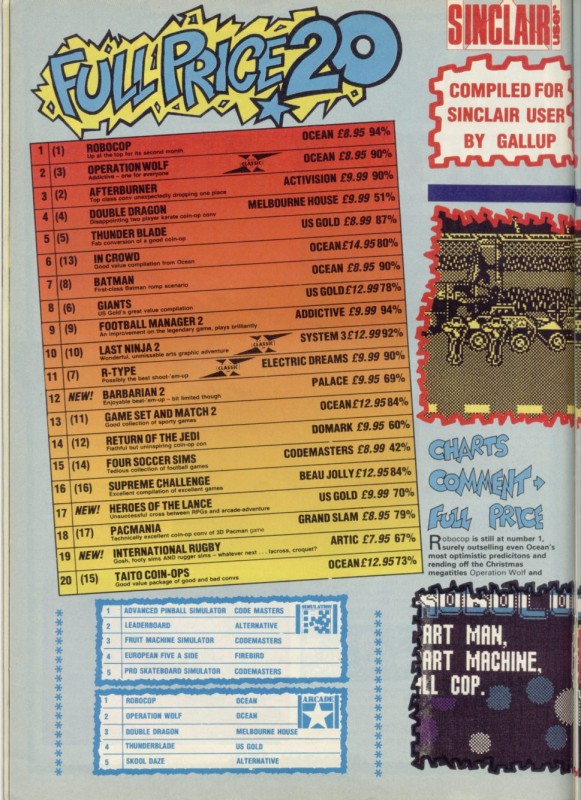 FULL PRICE 20
SINCLAIR user
COMPILED FOR
SINCLAIR USER
BY GALLUP
1 (1) ROBOCOP OCEAN £8.95 94%
Up at the top for its second month
2 (3) OPERATION WOLF CLASSIC OCEAN £8.95 90%
Addictive – one for everyone
3 (2) AFTERBURNER ACTIVISION £9.99 90%
Top class conv unexpectedly dropping one place
4 (4) DOUBLE DRAGON MELBOURNE HOUSE £9.99 51%
Disappointing two player karate coin-op conv
5 (5) THUNDER BLADE US GOLD £8.99 87%
Fab conversion of a good coin-op
6 (13) IN CROWD OCEAN £14.95 80%
Good value compilation from Ocean
7 (8) BATMAN OCEAN £8.95 90%
First-class Batman romp scenario
8 (6) GIANTS US GOLD £12.99 78%
US Gold's great value compilation
9 (9) FOOTBALL MANAGER 2 ADDICTIVE £9.99 94%
An improvement on the legendary game, plays brilliantly
10 (10) LAST NINJA 2 CLASSIC SYSTEM 3 £12.99 92%
Wonderful, unmissable arts graphic adventure
11 (7) R-TYPE CLASSIC ELECTRIC DREAMS £9.99 90%
Possibly the best shoot-'em-up
12 NEW! BARBARIAN 2 PALACE £9.95 69%
Enjoyable beat-'em-up – bit limited though
13 (11) GAME SET AND MATCH 2 OCEAN £12.95 84%
Good collection of sporty games
14 (12) RETURN OF THE JEDI DOMARK £9.95 60%
Flathful but uninspiring coin-op con
15 (14) FOUR SOCCER SIMS CODEMASTERS £8.99 42%
Tedious collection of football games
16 (16) SUPREME CHALLENGE BEAU JOLLY £12.95 84%
Excellent compilation of excellent games
17 NEW! HEROES OF THE LANCE US GOLD £9.99 70%
Unsuccessful cross between RPGs and arcade-adventure
18 (17) PACMANIA GRAND SLAM £8.95 79%
Technically excellent coin-op conv of 3D Pacman game
19 NEW! INTERNATIONAL RUGBY ARTIC £7.95 67%
Gosh, footy sims AND rugger sims – whatever next . . . lacross, croquet?
20 (15) TAITO COIN-OPS OCEAN £12.95 73%
Good value package of good and bad convs
CHARTS
COMMENT
FULL PRICE
Robocop is still at number 1,
surely outselling even Ocean's
most optimistic predicitons and
rending off the Christmas
megatitles Operation Wolf and
SIMULATION
1 ADVANCED PINBALL SIMULATOR CODE MASTERS
2 LEADERBOARD ALTERNATIVE
3 FRUIT MACHINE SIMULATOR CODEMASTERS
4 EUROPEAN FIVE A SIDE FIREBIRD
5 PRO SKATEBOARD SIMULATOR CODEMASTERS
ARCADE
1 ROBOCOP OCEAN
2 OPERATION WOLF OCEAN
3 DOUBLE DRAGON MELBOURNE HOUSE
4 THUNDERBLADE US GOLD
5 SKOOL DAZE ALTERNATIVE
ART MAN,
ART MACHINE,
LL COP.